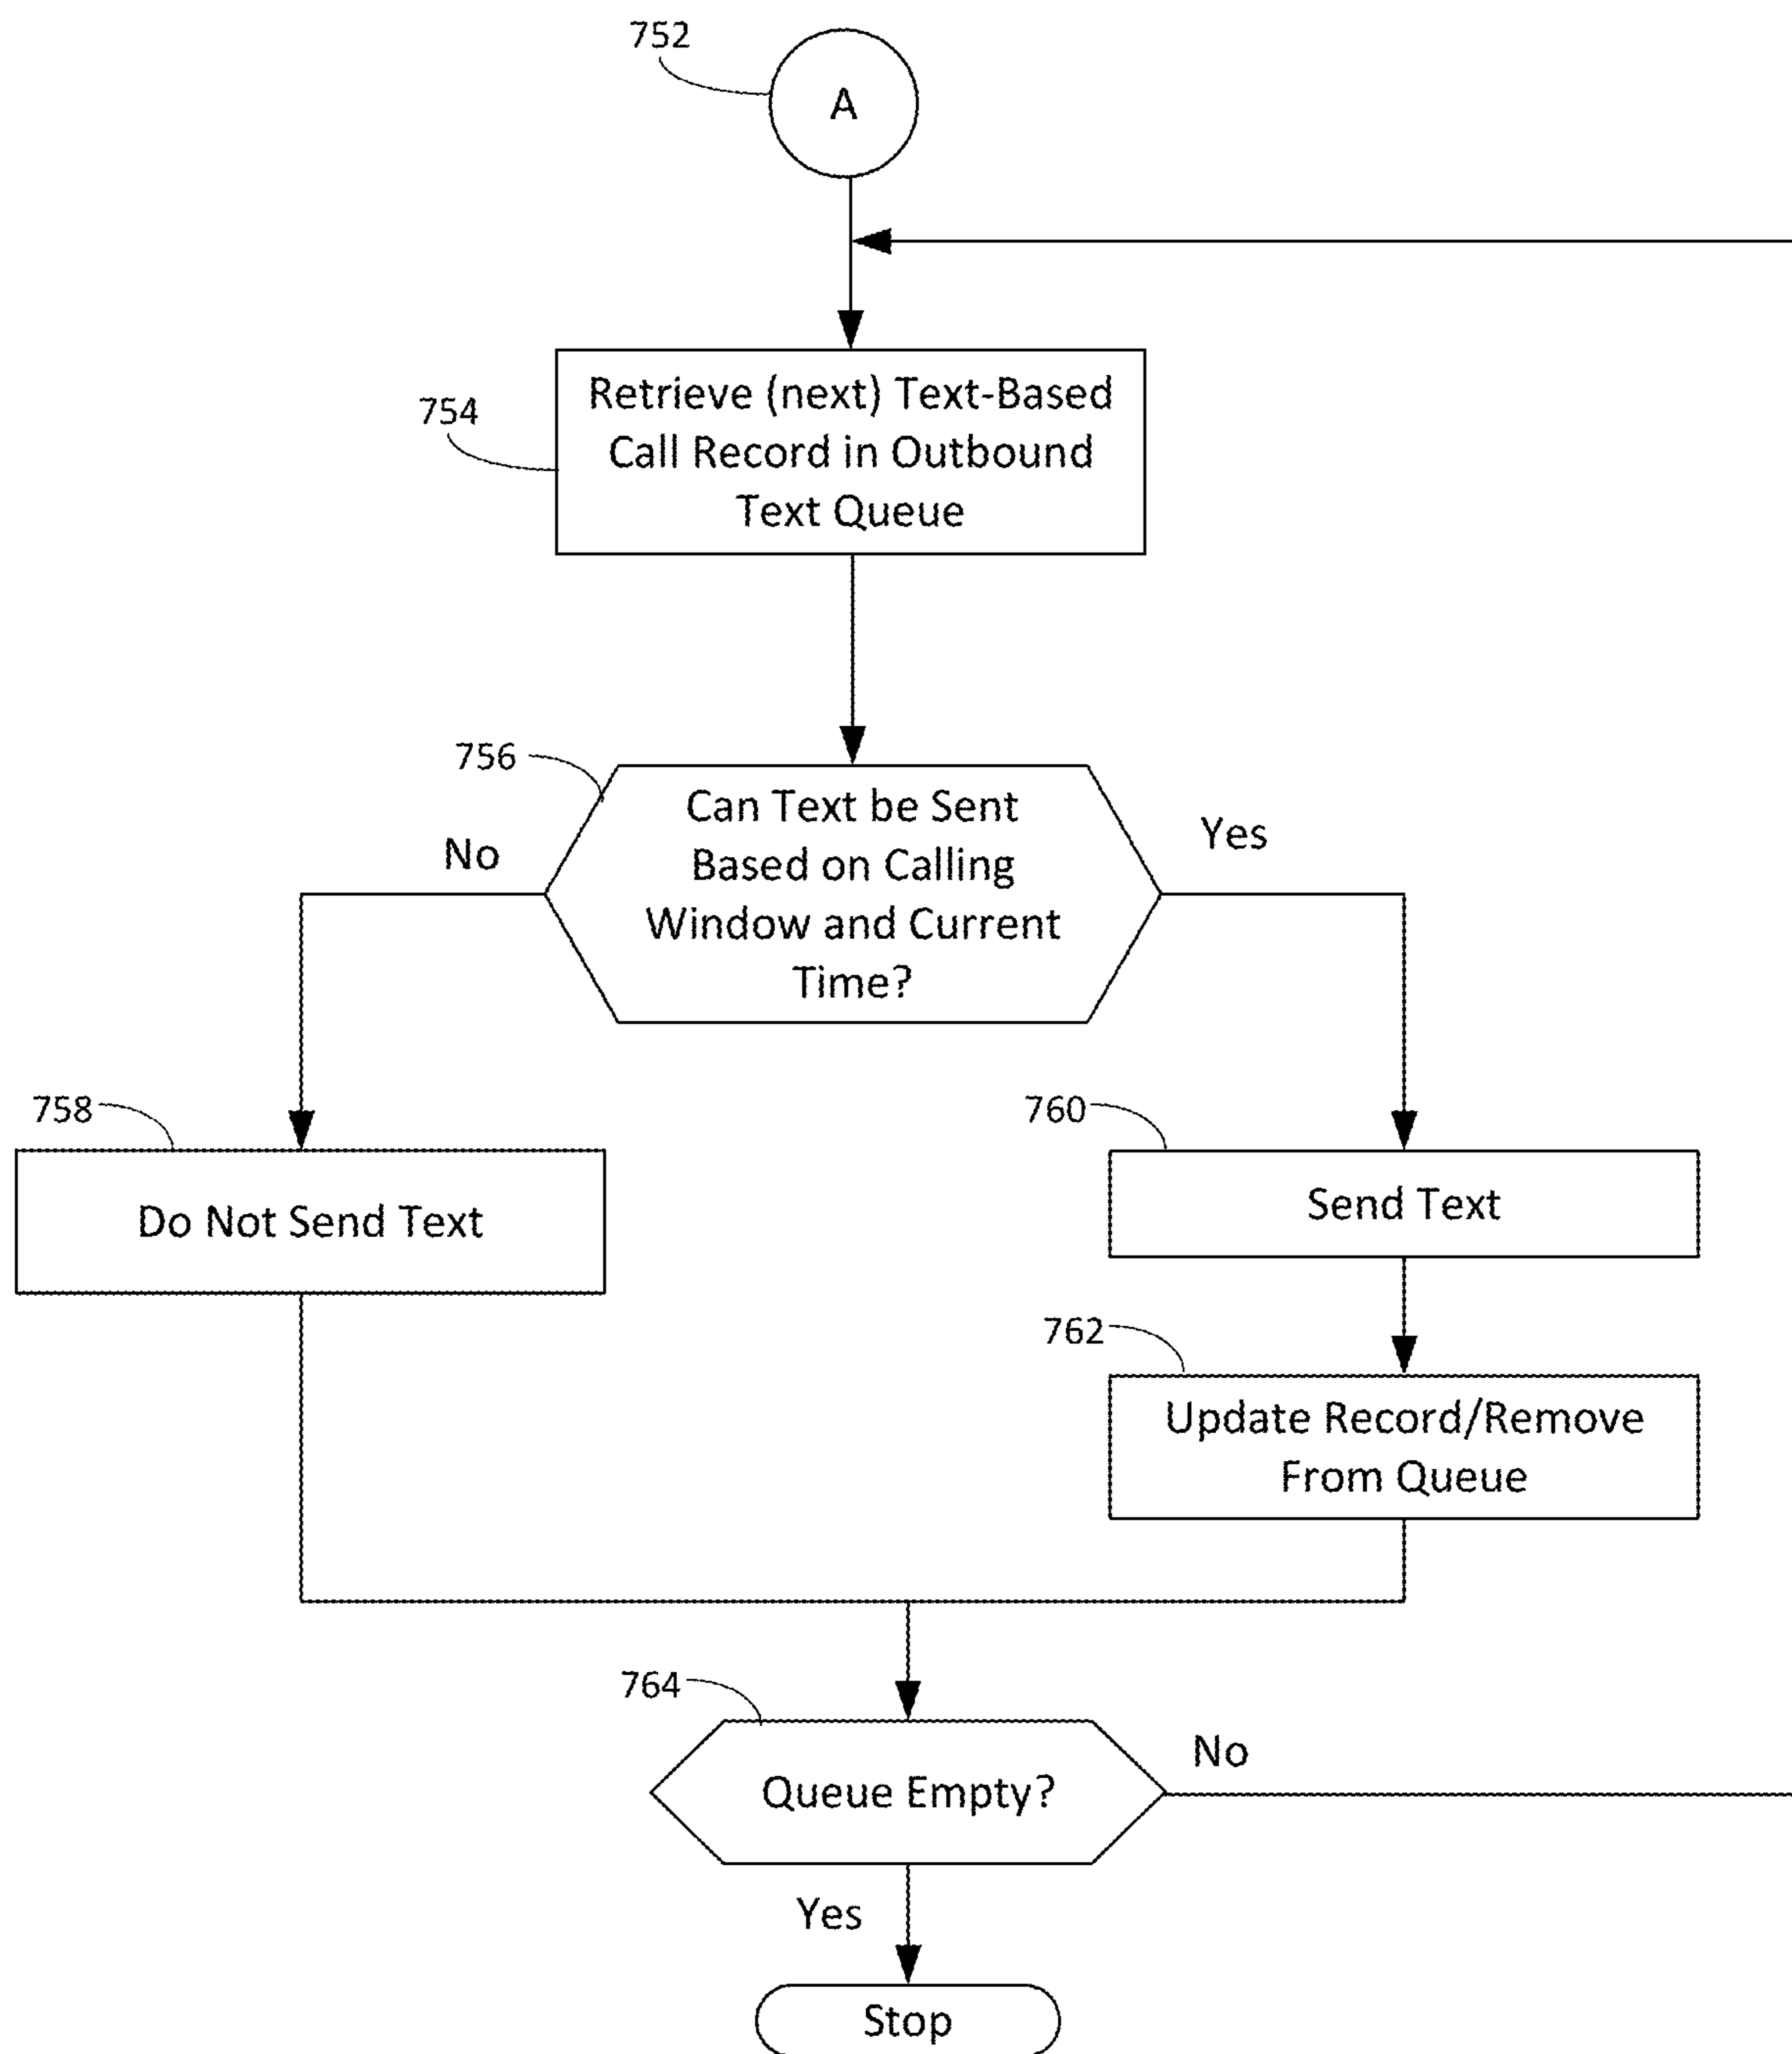 752
A
754
Retrieve (next) Text-Based
Call Record in Outbound
Text Queue
756
Can Text be Sent
Based on Calling
Window and Current
Time?
No
Yes
758
Do Not Send Text
760
Send Text
762
Update Record/Remove
From Queue
764
Queue Empty?
No
Yes
Stop